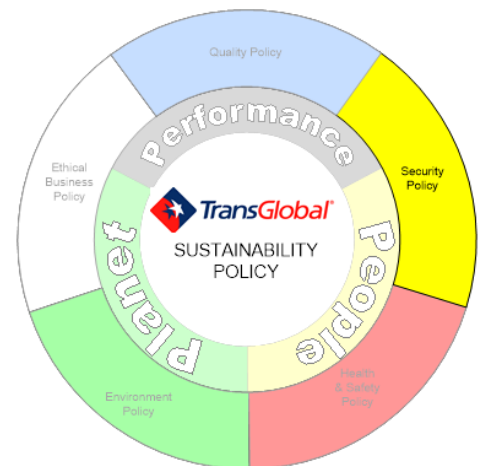 Quality Policy
Performance
Ethical
Business
Policy
Security
Policy
TransGlobal®
SUSTAINABILITY
POLICY
Planet
People
Health
& Safety
Policy
Environment
Policy